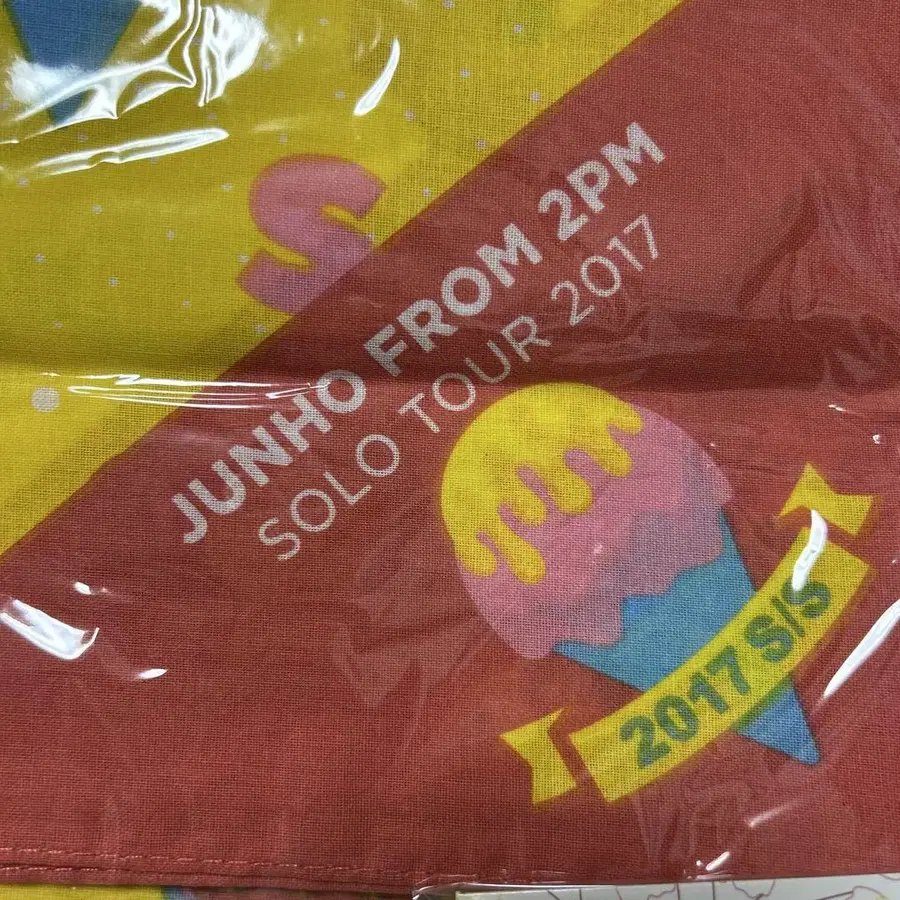 S
JUNHO FROM 2PM
SOLO TOUR 2017
2017 S/S